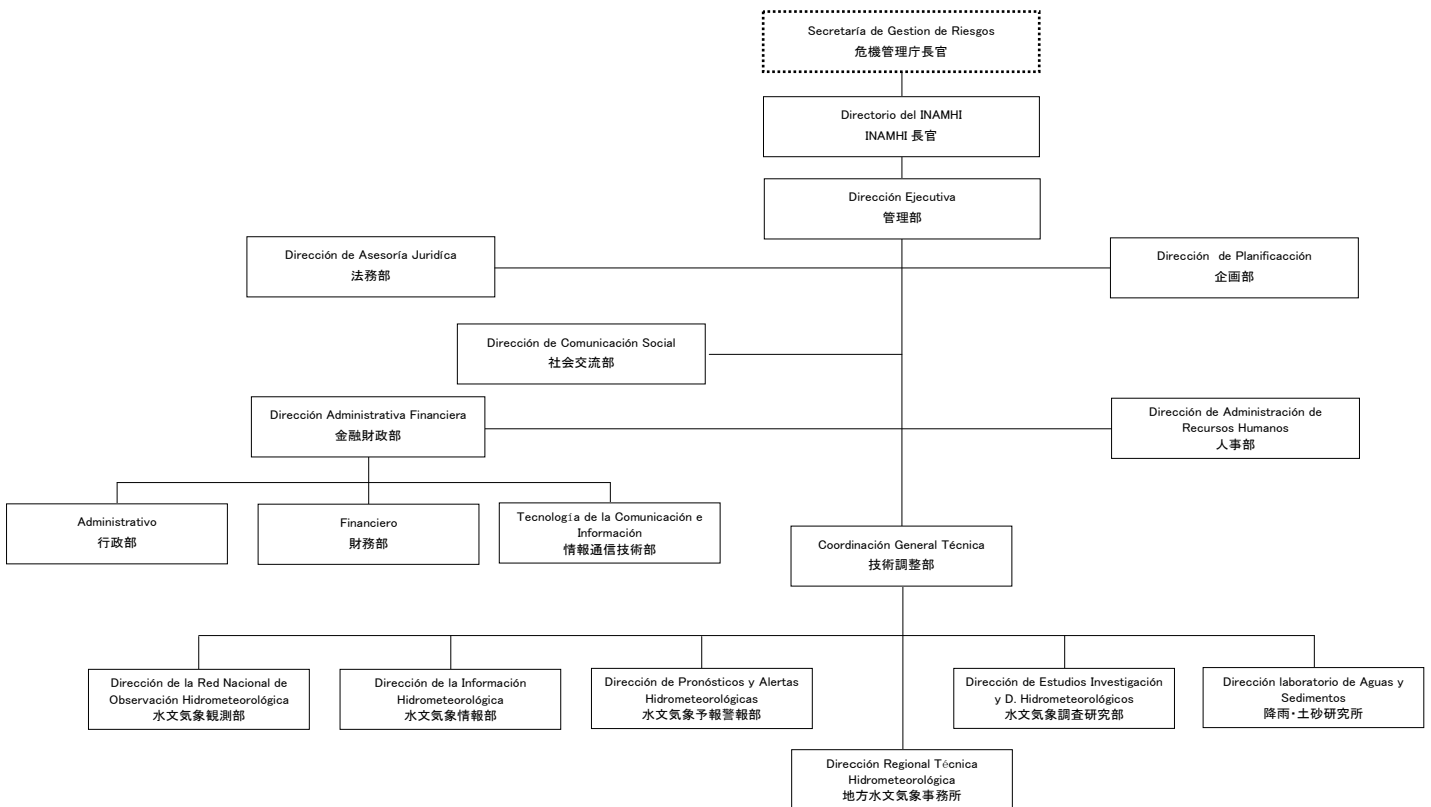 Secretaría de Gestion de Riesgos
危機管理庁長官
Directorio del INAMHI
INAMHI 長官
Dirección Ejecutiva
管理部
Dirección de Asesoría Juridíca
法務部
Dirección de Planificacción
企画部
Dirección de Comunicación Social
社会交流部
Dirección Administrativa Financiera
金融財政部
Dirección de Administración de
Recursos Humanos
人事部
Administrativo
行政部
Financiero
財務部
Tecnología de la Comunicación e
Información
情報通信技術部
Coordinación General Técnica
技術調整部
Dirección de la Red Nacional de
Observación Hidrometeorológica
水文気象観測部
Dirección de la Información
Hidrometeorológica
水文気象情報部
Dirección de Pronósticos y Alertas
Hidrometeorológicas
水文気象予報警報部
Dirección de Estudios Investigación
y D. Hidrometeorológicos
水文気象調査研究部
Dirección laboratorio de Aguas y
Sedimentos
降雨・土砂研究所
Dirección Regional Técnica
Hidrometeorológica
地方水文気象事務所